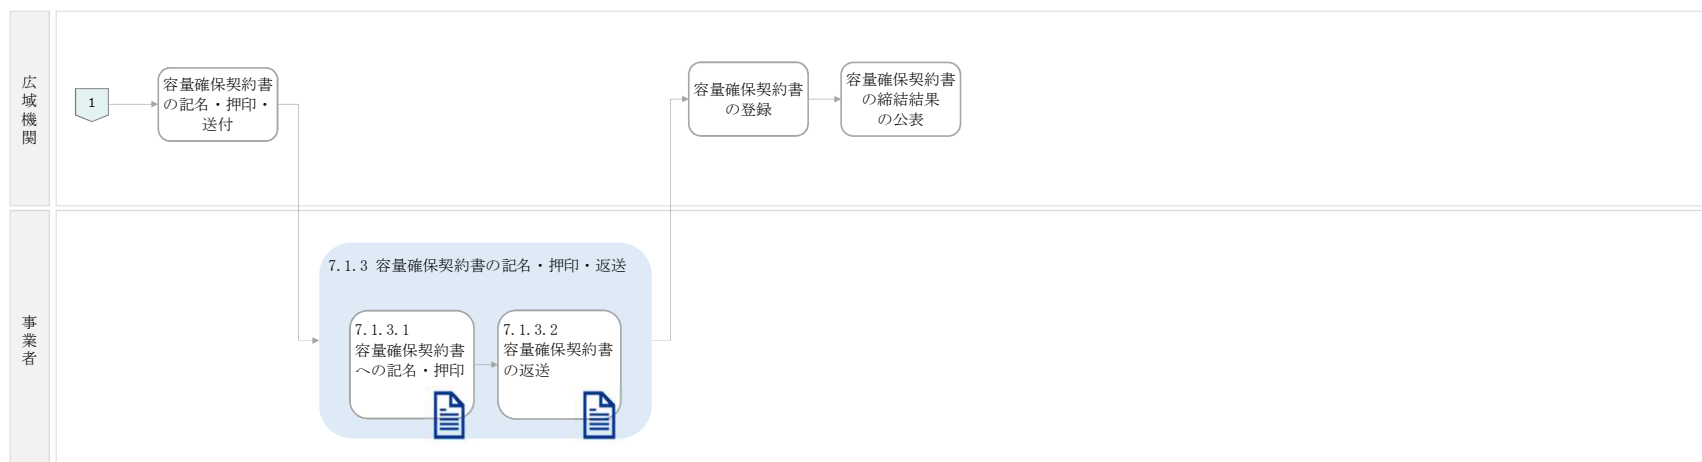 広域機関
1
容量確保契約書
の記名・押印・
送付
容量確保契約書
の登録
容量確保契約書
の締結結果
の公表
事業者
7.1.3 容量確保契約書の記名・押印・返送
7.1.3.1
容量確保契約書
への記名・押印
7.1.3.2
容量確保契約書
の返送